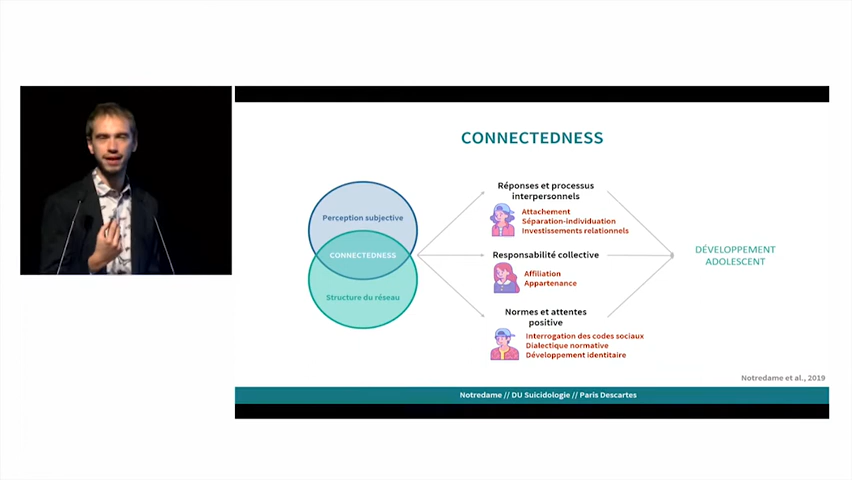 CONNECTEDNESS
Perception subjective
CONNECTEDNESS
Structure du réseau
Réponses et processus
interpersonnels
Attachement
Séparation-individuation
Investissements relationnels
Responsabilité collective
Affiliation
Appartenance
Normes et attentes
positive
Interrogation des codes sociaux
Dialectique normative
Développement identitaire
DÉVELOPPEMENT
ADOLESCENT
Notredame et al., 2019
Notredame // DU Suicidologie // Paris Descartes